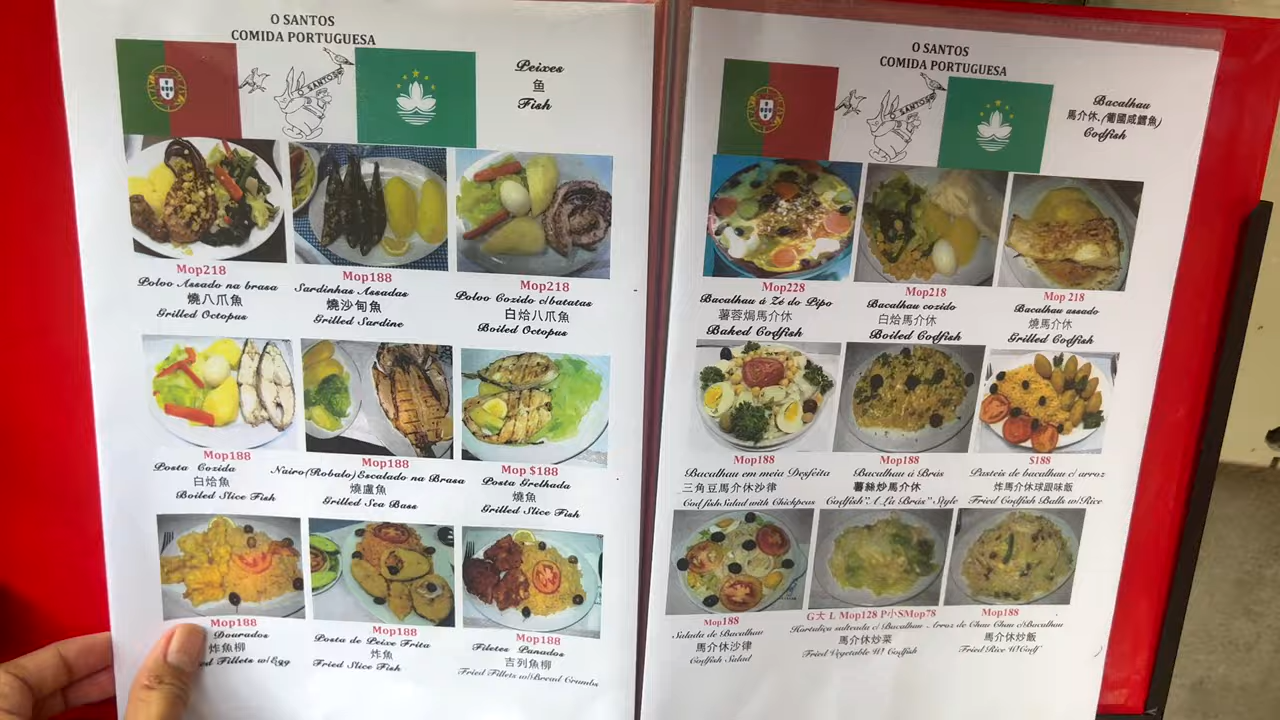 O SANTOS
COMIDA PORTUGUESA
SANTOS
Peixes
鱼
Fish
Mop218
Polvo Assado na brasa
燒八爪魚
Grilled Octopus
Mop188
Sardinhas Assadas
燒沙甸魚
Grilled Sardine
Mop218
Polvo Cozido c/batatas
白烚八爪魚
Boiled Octopus
Mop188
Posta Cozida
白烚魚
Boiled Slice Fish
Mop188
Nairo(Robalo)Escalado na Brasa
燒鱸魚
Grilled Sea Bass
Mop $188
Posta Grelhada
燒魚
Grilled Slice Fish
Mop188
Dourados
炸魚柳
Fillets w/Egg
Mop188
Posta de Peixe Frita
炸魚
Fried Slice Fish
Mop188
Filetes Panados
吉列魚柳
Fried Fillets w/Bread Crumbs
O SANTOS
COMIDA PORTUGUESA
SANTOS
Bacalhau
馬介休.(葡國咸鱈魚)
Codfish
Mop228
Bacalhau á Zé do Pipo
薯蓉焗馬介休
Baked Codfish
Mop218
Bacalhau cozido
白烚馬介休
Boiled Codfish
Mop 218
Bacalhau assado
燒馬介休
Grilled Codfish
Mop188
Bacalhau em meia Desfeita
三角豆馬介休沙律
Codfish Salad with Chickpeas
Mop188
Bacalhau á Brás
薯絲炒馬介休
Codfish "A La Brás" Style
$188
Pasteis de bacalhau c/ arroz
炸馬介休球跟味飯
Fried Codfish Balls w/Rice
Mop188
Salada de Bacalhau
馬介休沙律
Codfish Salad
G大 L Mop128 P小SMop78
Hortaliça salteada c/ Bacalhau
馬介休炒菜
Fried Vegetable W/ Codfish
Mop188
Arroz de Chau Chau c/Bacalhau
馬介休炒飯
Fried Rice W/Codf